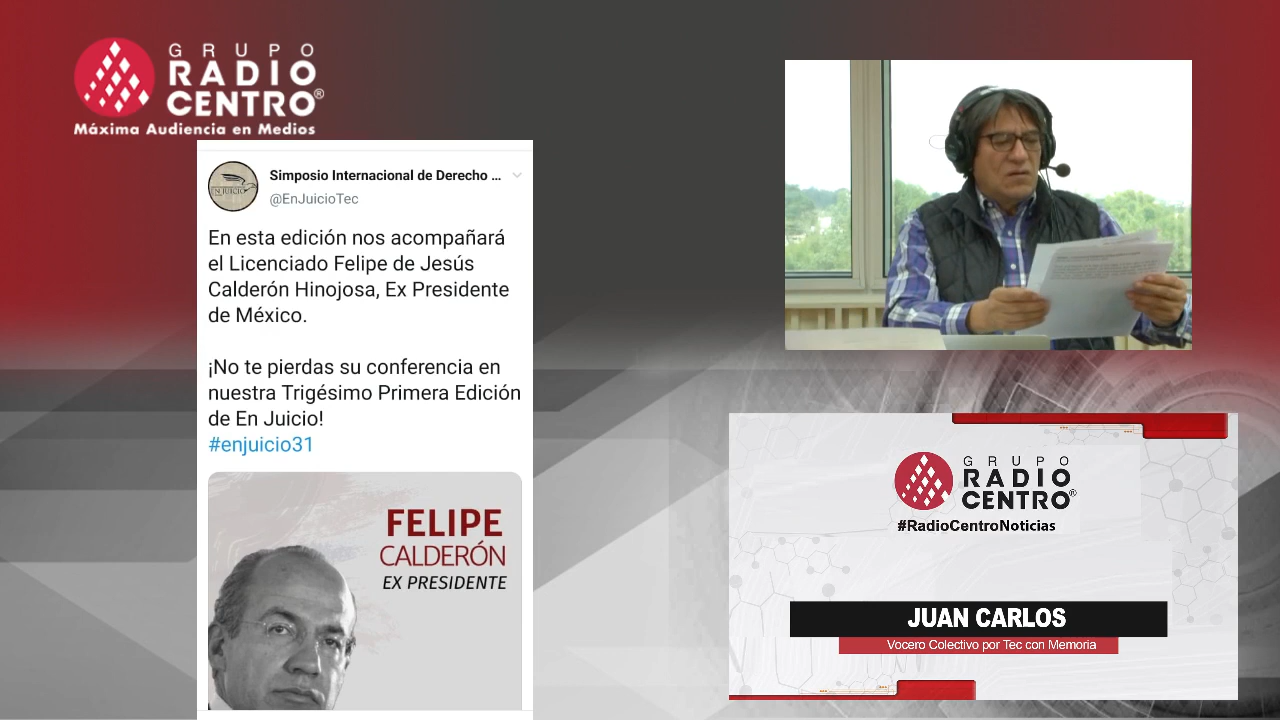 GRUPO
RADIO
CENTRO®
Máxima Audiencia en Medios
EN JUICIO
Simposio Internacional de Derecho ...
@EnJuicioTec
En esta edición nos acompañará
el Licenciado Felipe de Jesús
Calderón Hinojosa, Ex Presidente
de México.
¡No te pierdas su conferencia en
nuestra Trigésimo Primera Edición
de En Juicio!
#enjuicio31
FELIPE
CALDERÓN
EX PRESIDENTE
GRUPO
RADIO
CENTRO®
#RadioCentroNoticias
JUAN CARLOS
Vocero Colectivo por Tec con Memoria